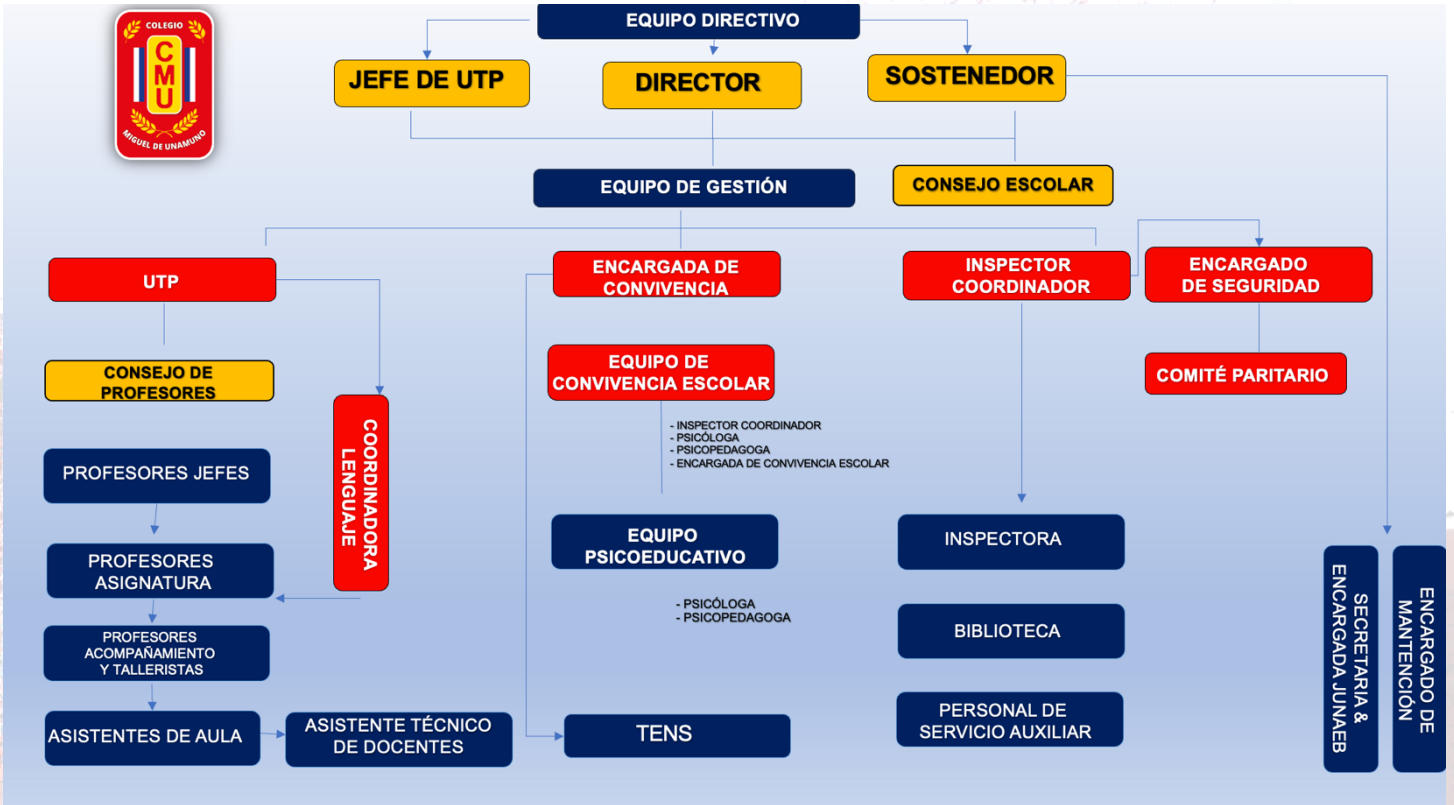 COLEGIO
C
M
U
MIGUEL DE UNAMUNO
EQUIPO DIRECTIVO
JEFE DE UTP
DIRECTOR
SOSTENEDOR
EQUIPO DE GESTIÓN
CONSEJO ESCOLAR
UTP
ENCARGADA DE
CONVIVENCIA
INSPECTOR
COORDINADOR
ENCARGADO
DE SEGURIDAD
CONSEJO DE
PROFESORES
EQUIPO DE
CONVIVENCIA ESCOLAR
COMITÉ PARITARIO
COORDINADORA
LENGUAJE
- INSPECTOR COORDINADOR
- PSICÓLOGA
- PSICOPEDAGOGA
- ENCARGADA DE CONVIVENCIA ESCOLAR
PROFESORES JEFES
PROFESORES
ASIGNATURA
EQUIPO
PSICOEDUCATIVO
INSPECTORA
- PSICÓLOGA
- PSICOPEDAGOGA
PROFESORES
ACOMPAÑAMIENTO
Y TALLERISTAS
BIBLIOTECA
ASISTENTES DE AULA
ASISTENTE TÉCNICO
DE DOCENTES
TENS
PERSONAL DE
SERVICIO AUXILIAR
SECRETARIA &
ENCARGADA JUNAEB
ENCARGADO DE
MANTENCIÓN